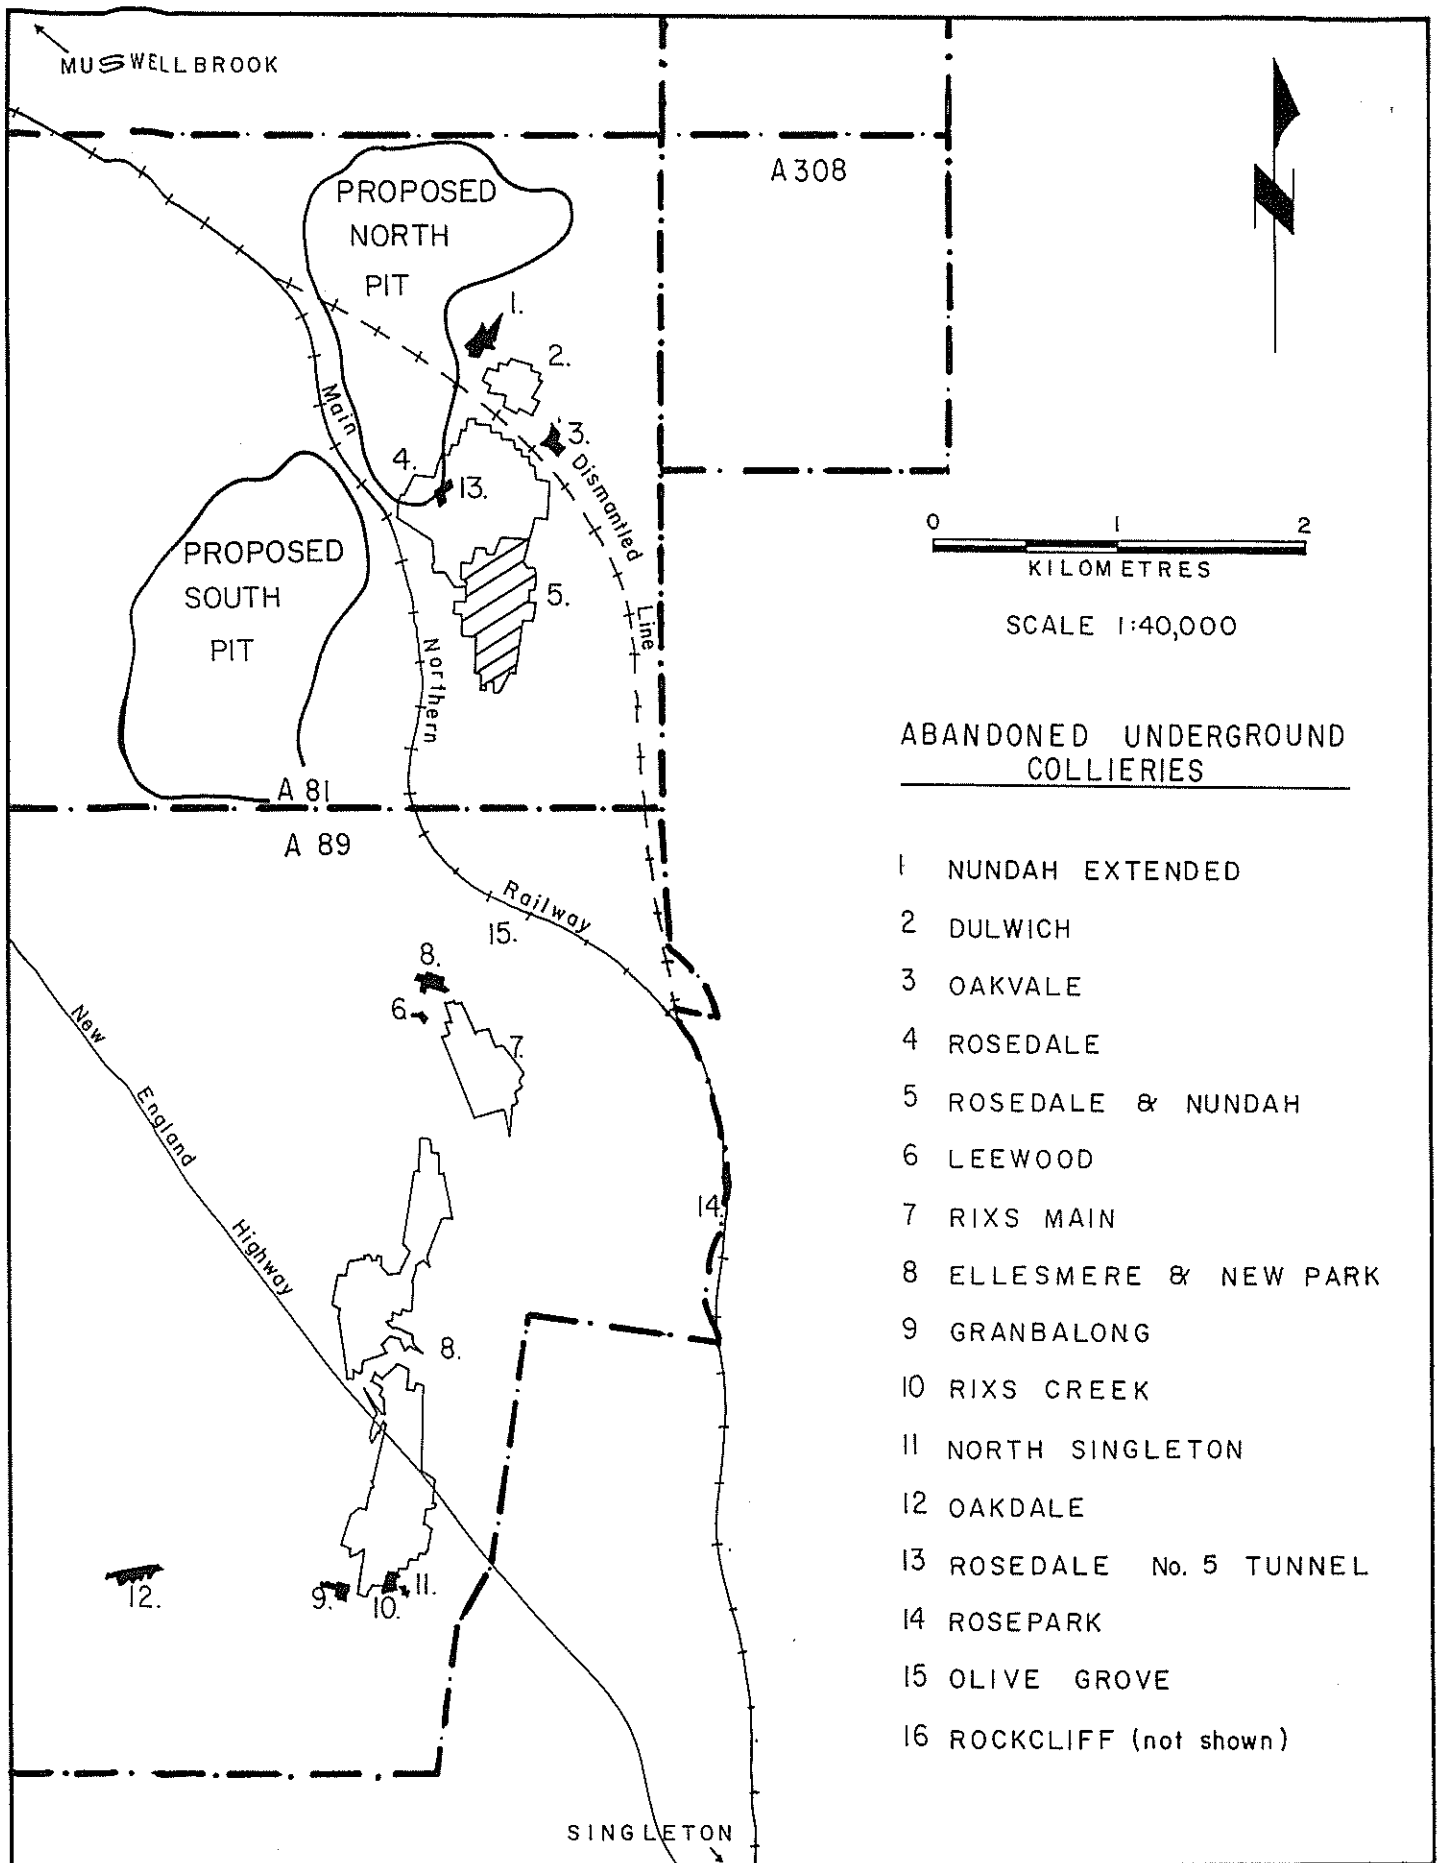 MUSWELLBROOK
A 308
PROPOSED
NORTH
PIT
1.
2.
3.
4.
13.
Main
Dismantled
Line
PROPOSED
SOUTH
PIT
5.
Northern
A 81
A 89
Railway
15.
8.
6.
7.
New
England
Highway
14.
8.
12.
9.
10.
11.
SINGLETON
0 1 2
KILOMETRES
SCALE 1:40,000
ABANDONED UNDERGROUND
COLLIERIES
1 NUNDAH EXTENDED
2 DULWICH
3 OAKVALE
4 ROSEDALE
5 ROSEDALE & NUNDAH
6 LEEWOOD
7 RIXS MAIN
8 ELLESMERE & NEW PARK
9 GRANBALONG
10 RIXS CREEK
11 NORTH SINGLETON
12 OAKDALE
13 ROSEDALE No. 5 TUNNEL
14 ROSEPARK
15 OLIVE GROVE
16 ROCKCLIFF (not shown)